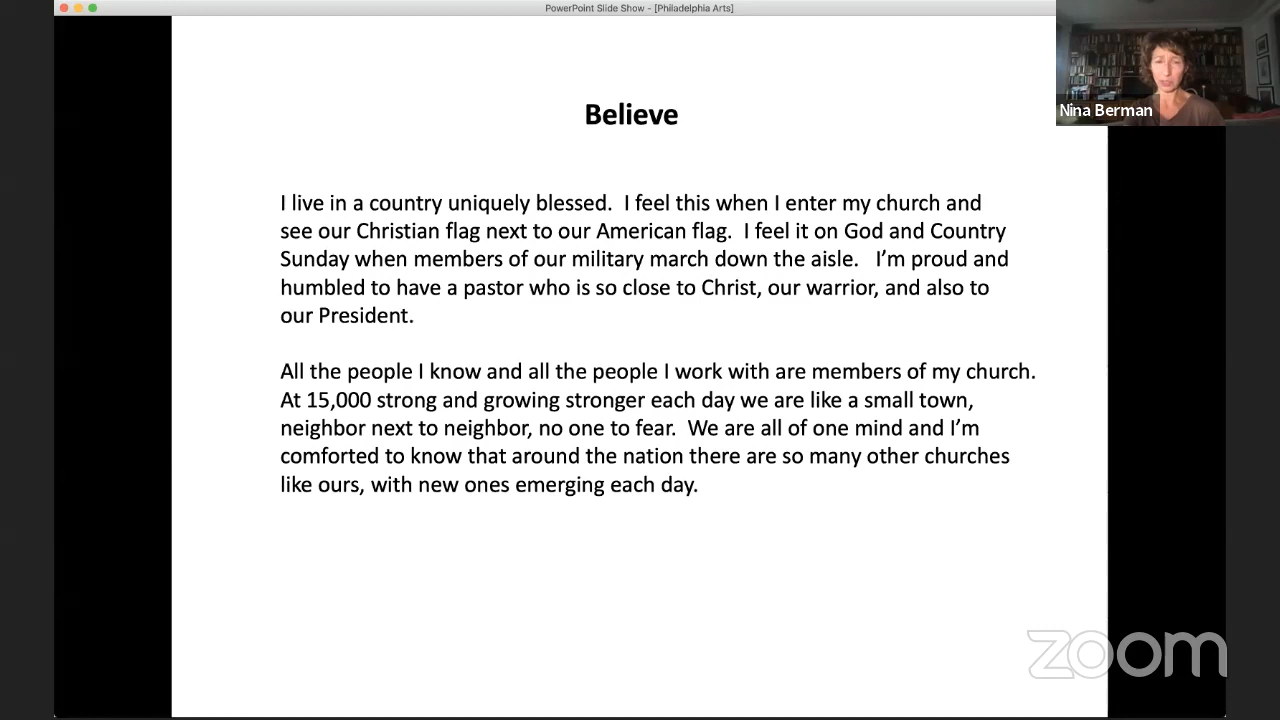 PowerPoint Slide Show - [Philadelphia Arts]
Nina Berman
Believe
I live in a country uniquely blessed.  I feel this when I enter my church and
see our Christian flag next to our American flag.  I feel it on God and Country
Sunday when members of our military march down the aisle.   I’m proud and
humbled to have a pastor who is so close to Christ, our warrior, and also to
our President.
All the people I know and all the people I work with are members of my church.
At 15,000 strong and growing stronger each day we are like a small town,
neighbor next to neighbor, no one to fear.  We are all of one mind and I’m
comforted to know that around the nation there are so many other churches
like ours, with new ones emerging each day.
zoom